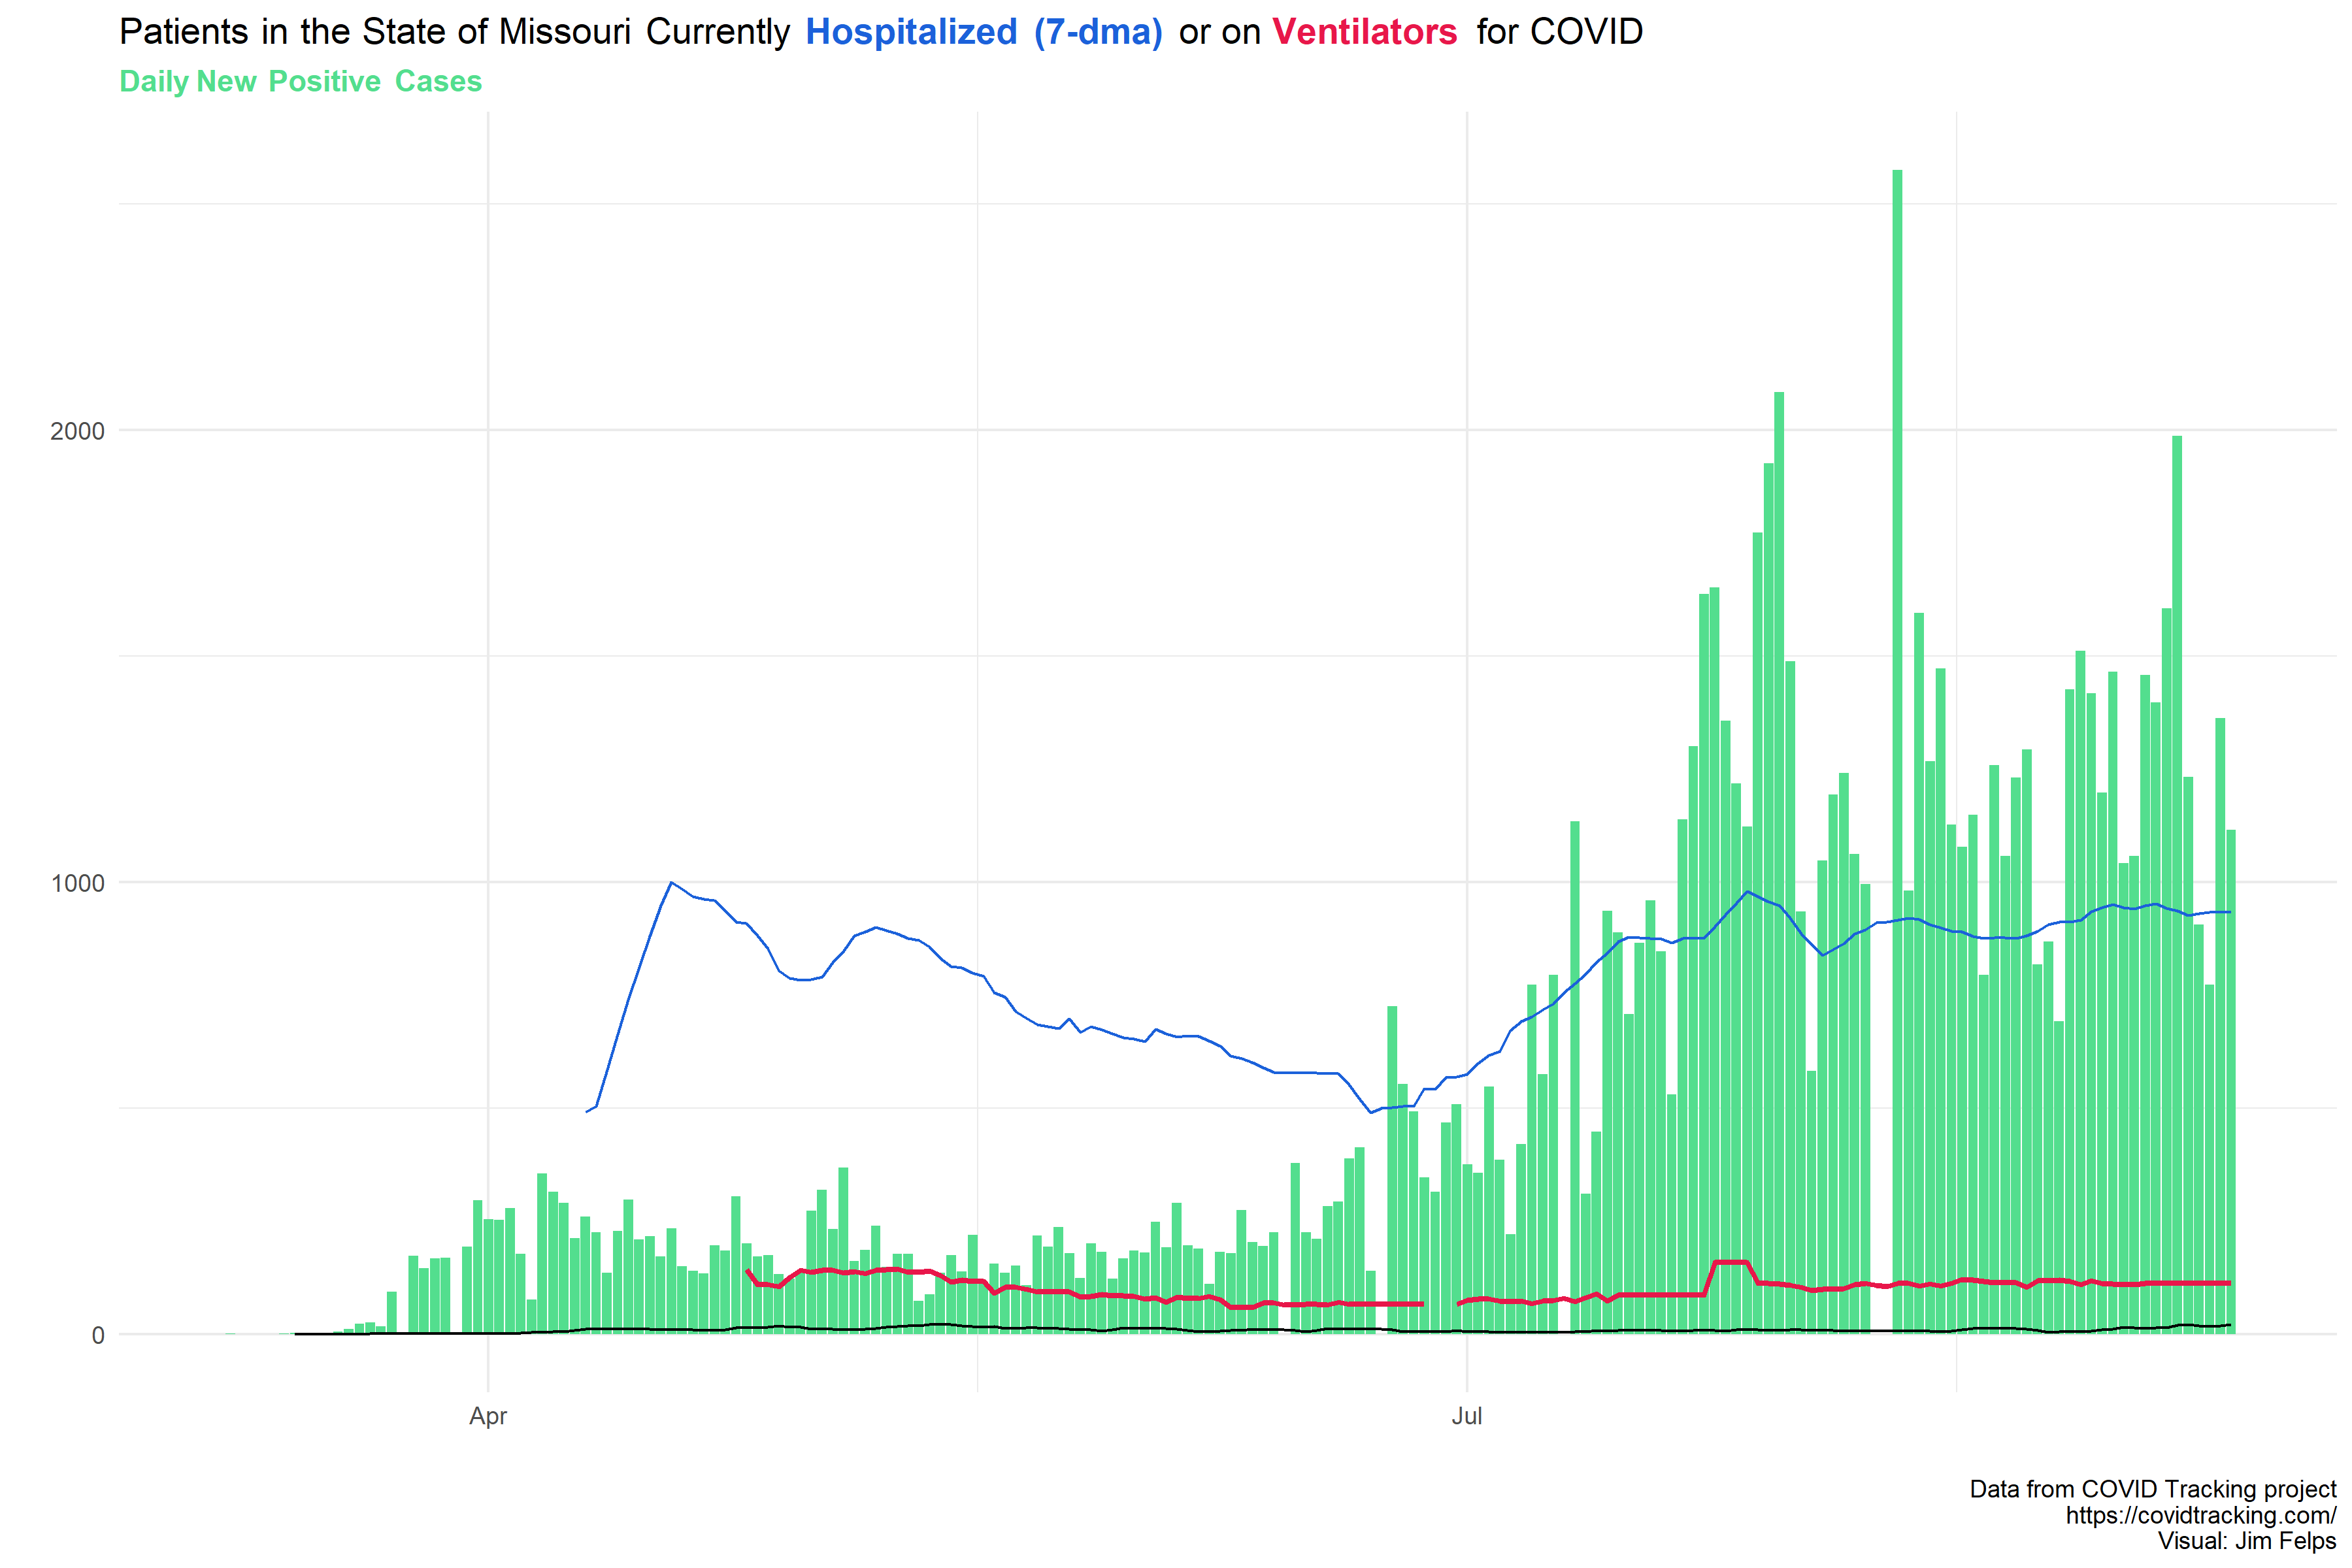 Patients in the State of Missouri Currently Hospitalized (7-dma) or on Ventilators for COVID
Daily New Positive Cases
2000
1000
0
Apr
Jul
Data from COVID Tracking project
https://covidtracking.com/
Visual: Jim Felps